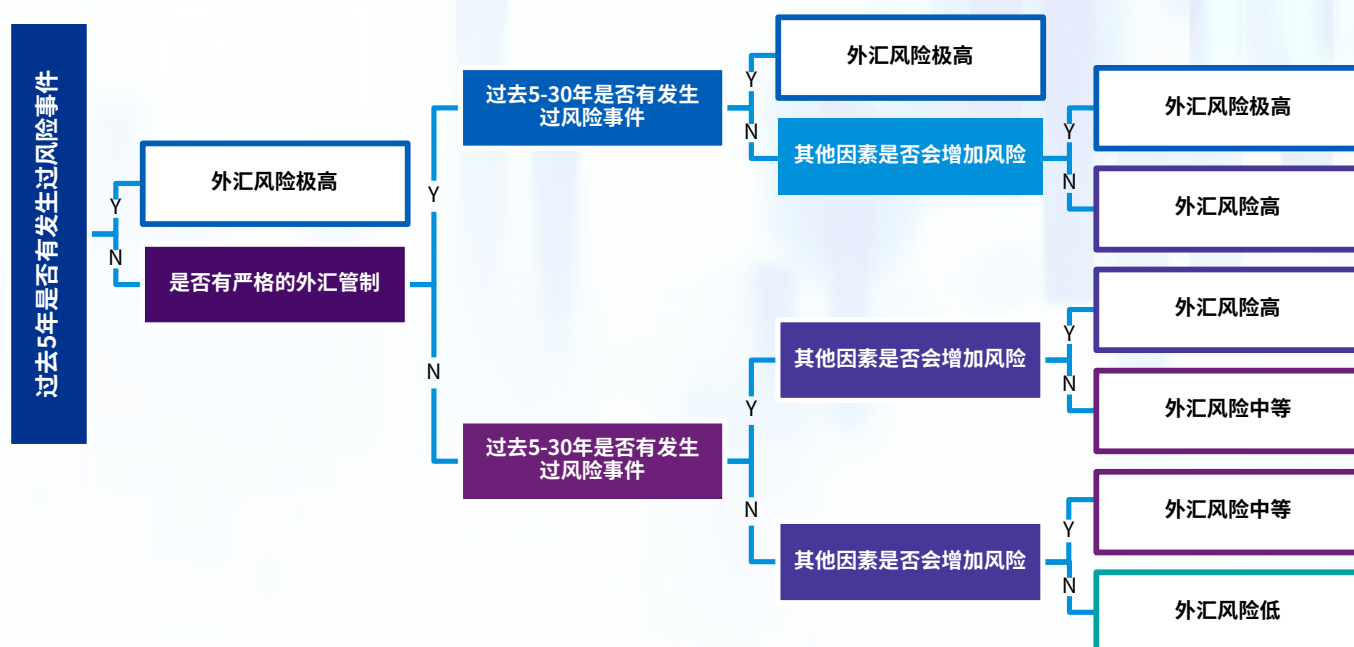 过去5年是否有发生过风险事件
Y
外汇风险极高
N
是否有严格的外汇管制
Y
过去5-30年是否有发生
过风险事件
Y
外汇风险极高
N
其他因素是否会增加风险
Y
外汇风险极高
N
外汇风险高
N
过去5-30年是否有发生
过风险事件
Y
其他因素是否会增加风险
Y
外汇风险高
N
外汇风险中等
N
其他因素是否会增加风险
Y
外汇风险中等
N
外汇风险低